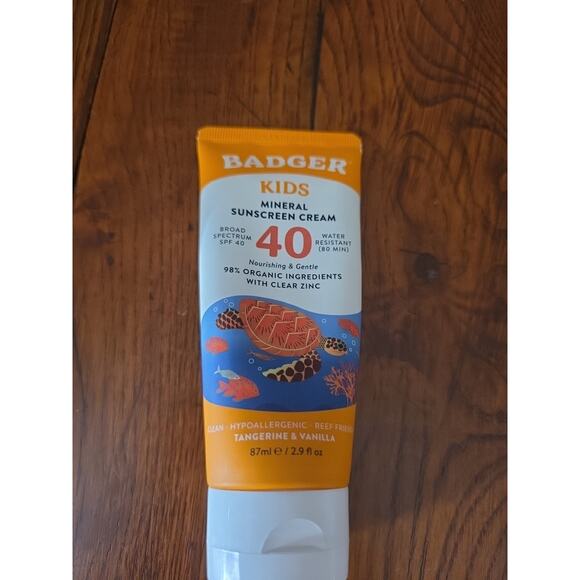 BADGER
KIDS
MINERAL
SUNSCREEN CREAM
BROAD
SPECTRUM
SPF 40
40
WATER
RESISTANT
(80 MIN)
Nourishing & Gentle
98% ORGANIC INGREDIENTS
WITH CLEAR ZINC
HYPOALLERGENIC · REEF
TANGERINE & VANILLA
87ml ℮ / 2.9 fl oz